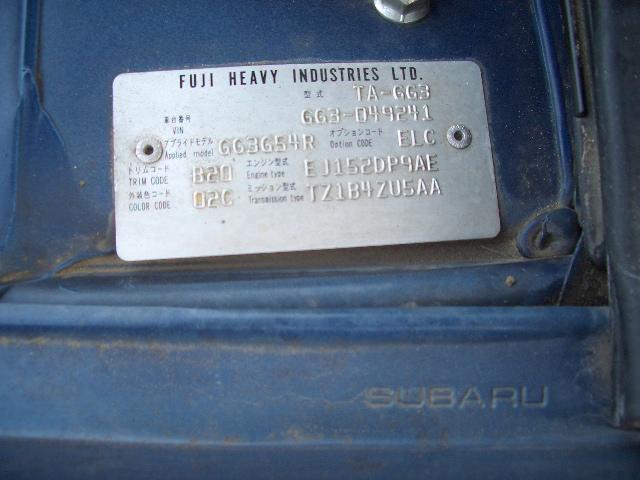 FUJI HEAVY INDUSTRIES LTD.
型式 TA-GG3
車台番号 VIN GG3-049241
アプライドモデル Applied model GG3G54R オプションコード Option code ELC
トリムコード TRIM CODE B20 エンジン型式 Engine type EJ152DP9AE
外装色コード COLOR CODE 02C ミッション型式 Transmission type TZ1B4ZU5AA
SUBARU